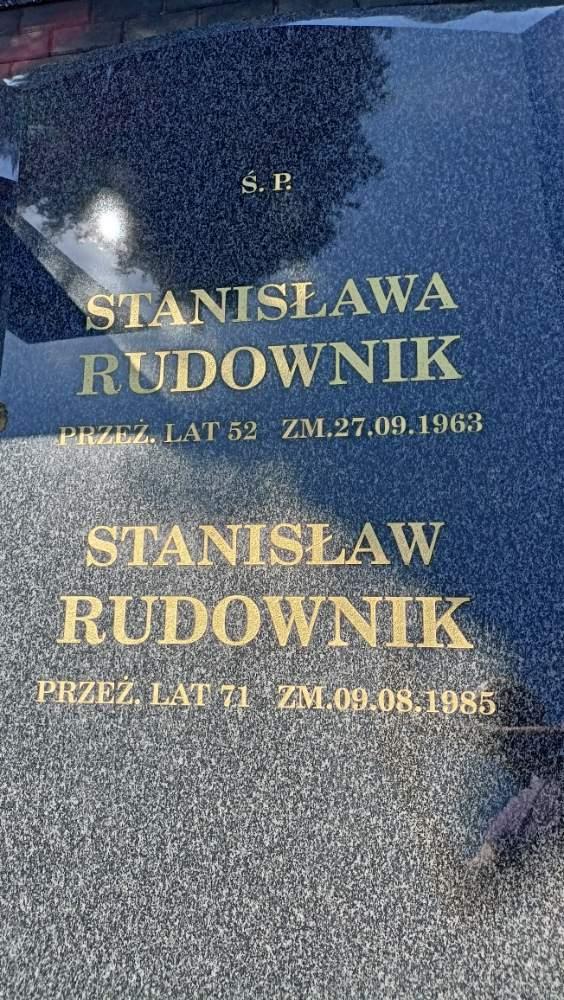 Ś. P.
STANISŁAWA
RUDOWNIK
PRZEŻ. LAT 52 ZM.27.09.1963
STANISŁAW
RUDOWNIK
PRZEŻ. LAT 71 ZM.09.08.1985